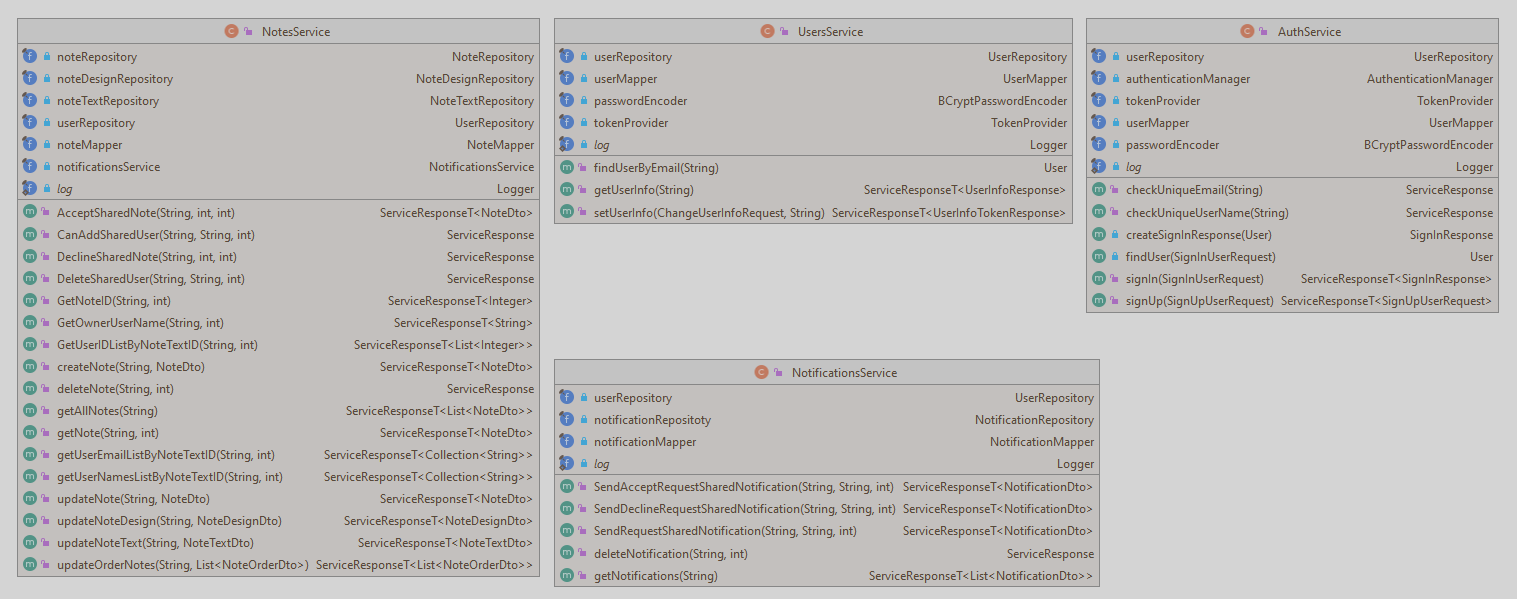 NotesService
noteRepository NoteRepository
noteDesignRepository NoteDesignRepository
noteTextRepository NoteTextRepository
userRepository UserRepository
noteMapper NoteMapper
notificationsService NotificationsService
log Logger
AcceptSharedNote(String, int, int) ServiceResponseT<NoteDto>
CanAddSharedUser(String, String, int) ServiceResponse
DeclineSharedNote(String, int, int) ServiceResponse
DeleteSharedUser(String, String, int) ServiceResponse
GetNoteID(String, int) ServiceResponseT<Integer>
GetOwnerUserName(String, int) ServiceResponseT<String>
GetUserIDListByNoteTextID(String, int) ServiceResponseT<List<Integer>>
createNote(String, NoteDto) ServiceResponseT<NoteDto>
deleteNote(String, int) ServiceResponse
getAllNotes(String) ServiceResponseT<List<NoteDto>>
getNote(String, int) ServiceResponseT<NoteDto>
getUserEmailListByNoteTextID(String, int) ServiceResponseT<Collection<String>>
getUserNamesListByNoteTextID(String, int) ServiceResponseT<Collection<String>>
updateNote(String, NoteDto) ServiceResponseT<NoteDto>
updateNoteDesign(String, NoteDesignDto) ServiceResponseT<NoteDesignDto>
updateNoteText(String, NoteTextDto) ServiceResponseT<NoteTextDto>
updateOrderNotes(String, List<NoteOrderDto>) ServiceResponseT<List<NoteOrderDto>>
UsersService
userRepository UserRepository
userMapper UserMapper
passwordEncoder BCryptPasswordEncoder
tokenProvider TokenProvider
log Logger
findUserByEmail(String) User
getUserInfo(String) ServiceResponseT<UserInfoResponse>
setUserInfo(ChangeUserInfoRequest, String) ServiceResponseT<UserInfoTokenResponse>
AuthService
userRepository UserRepository
authenticationManager AuthenticationManager
tokenProvider TokenProvider
userMapper UserMapper
passwordEncoder BCryptPasswordEncoder
log Logger
checkUniqueEmail(String) ServiceResponse
checkUniqueUserName(String) ServiceResponse
createSignInResponse(User) SignInResponse
findUser(SignInUserRequest) User
signIn(SignInUserRequest) ServiceResponseT<SignInResponse>
signUp(SignUpUserRequest) ServiceResponseT<SignUpUserRequest>
NotificationsService
userRepository UserRepository
notificationRepositoty NotificationRepository
notificationMapper NotificationMapper
log Logger
SendAcceptRequestSharedNotification(String, String, int) ServiceResponseT<NotificationDto>
SendDeclineRequestSharedNotification(String, String, int) ServiceResponseT<NotificationDto>
SendRequestSharedNotification(String, String, int) ServiceResponseT<NotificationDto>
deleteNotification(String, int) ServiceResponse
getNotifications(String) ServiceResponseT<List<NotificationDto>>